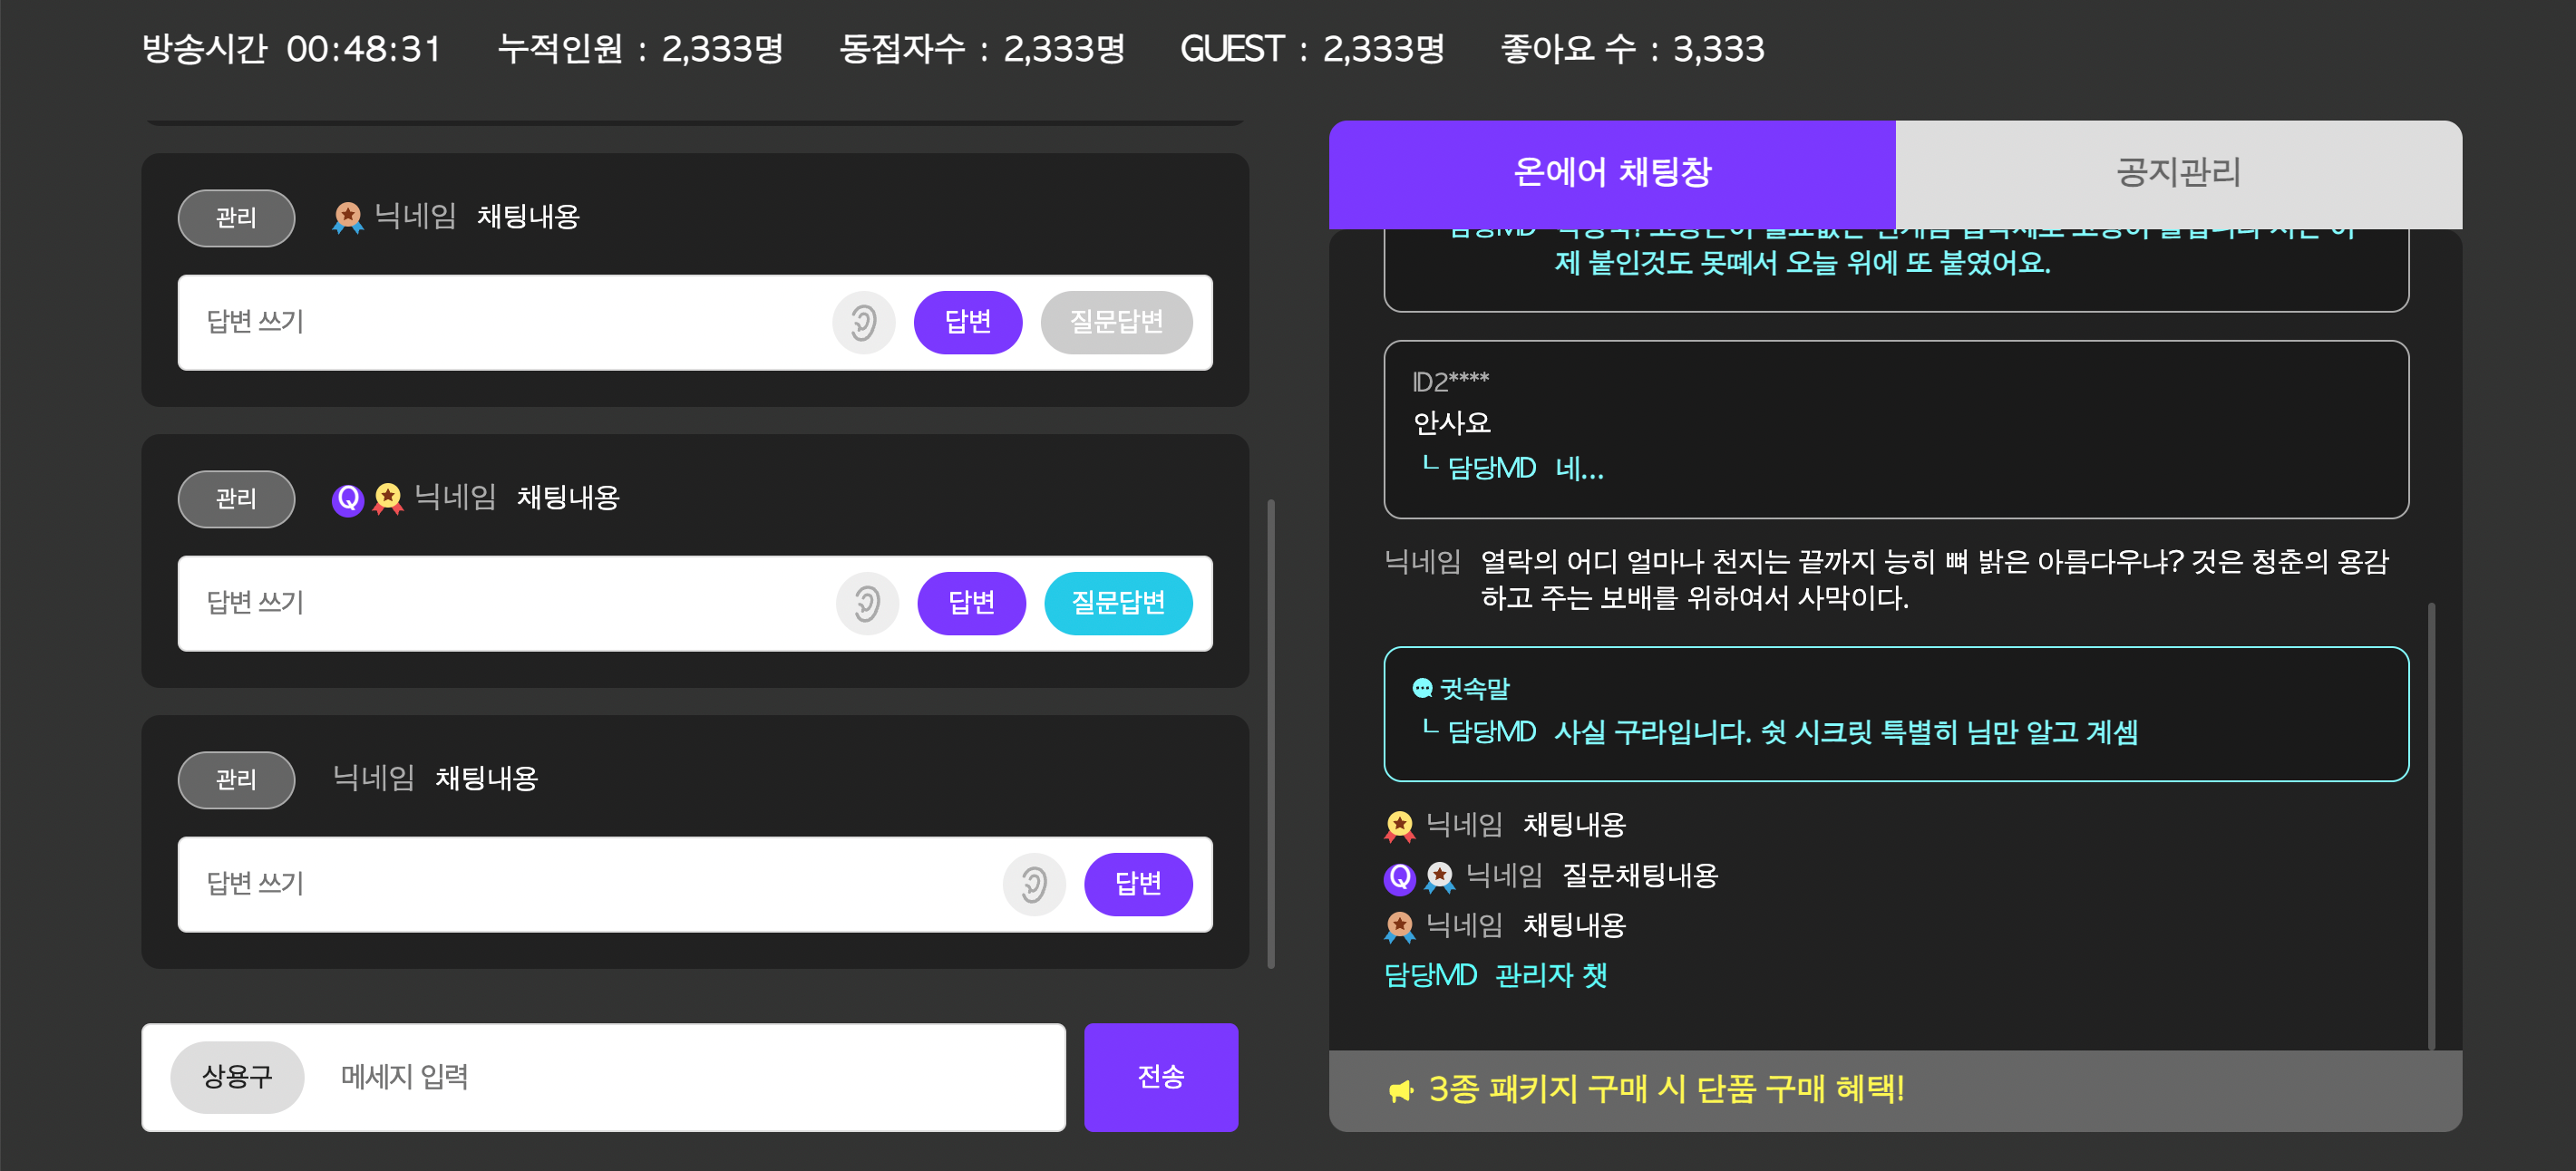 방송시간 00:48:31 누적인원 : 2,333명 동접자수 : 2,333명 GUEST : 2,333명 좋아요 수 : 3,333
관리 닉네임 채팅내용
답변 쓰기 답변 질문답변
관리 Q 닉네임 채팅내용
답변 쓰기 답변 질문답변
관리 닉네임 채팅내용
답변 쓰기 답변
상용구 메세지 입력 전송
온에어 채팅창 공지관리
담당MD
제 붙인것도 못떼서 오늘 위에 또 붙였어요.
ID2****
안사요
ㄴ 담당MD 네...
닉네임 열락의 어디 얼마나 천지는 끝까지 능히 뼈 밝은 아름다우냐? 것은 청춘의 용감
하고 주는 보배를 위하여서 사막이다.
귓속말
ㄴ 담당MD 사실 구라입니다. 쉿 시크릿 특별히 님만 알고 계셈
닉네임 채팅내용
Q 닉네임 질문채팅내용
닉네임 채팅내용
담당MD 관리자 챗
3종 패키지 구매 시 단품 구매 혜택!